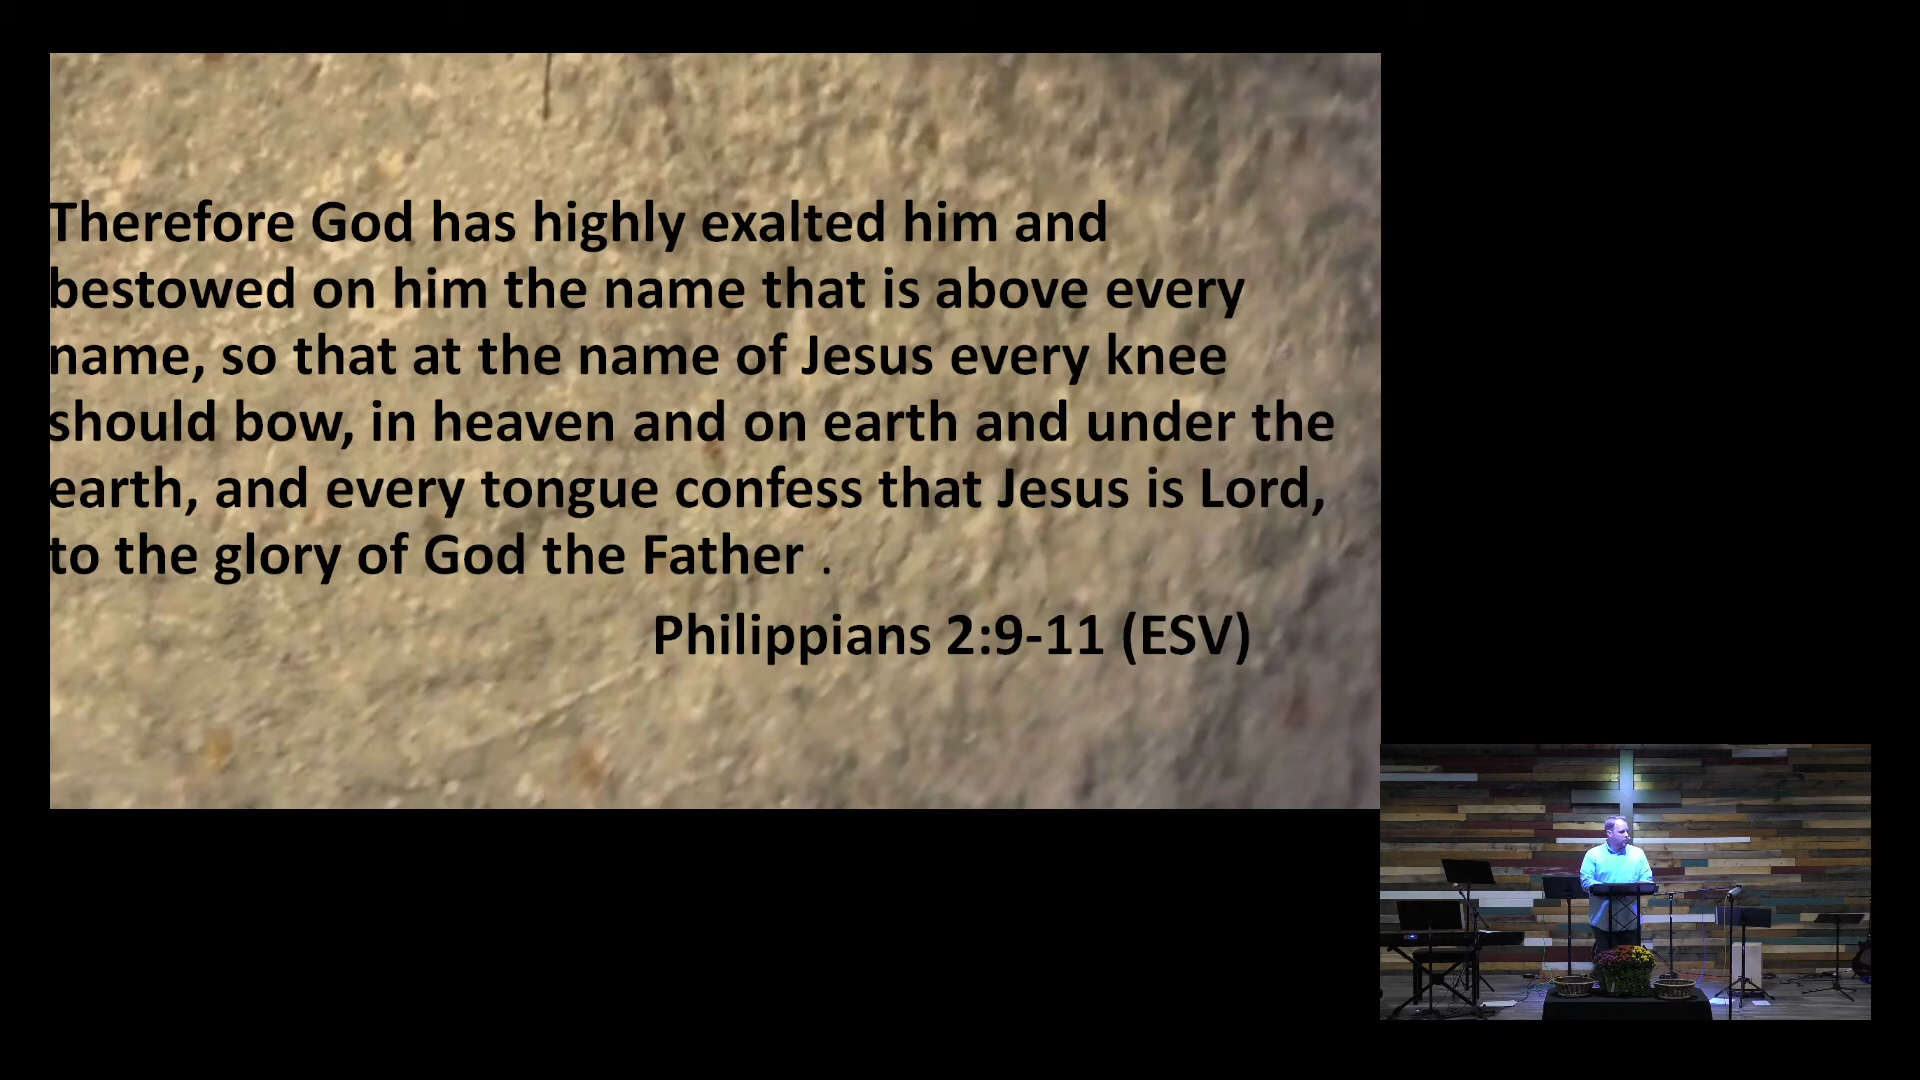 Therefore God has highly exalted him and
bestowed on him the name that is above every
name, so that at the name of Jesus every knee
should bow, in heaven and on earth and under the
earth, and every tongue confess that Jesus is Lord,
to the glory of God the Father .
Philippians 2:9-11 (ESV)